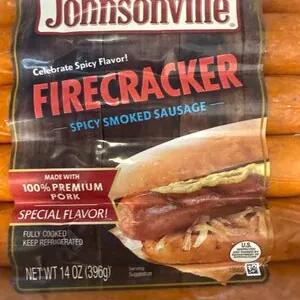 Johnsonville
Celebrate Spicy Flavor!
FIRECRACKER
SPICY SMOKED SAUSAGE
MADE WITH
100% PREMIUM
PORK
SPECIAL FLAVOR!
FULLY COOKED
KEEP REFRIGERATED
NET WT 14 OZ (396g)
Serving
Suggestion
U.S.